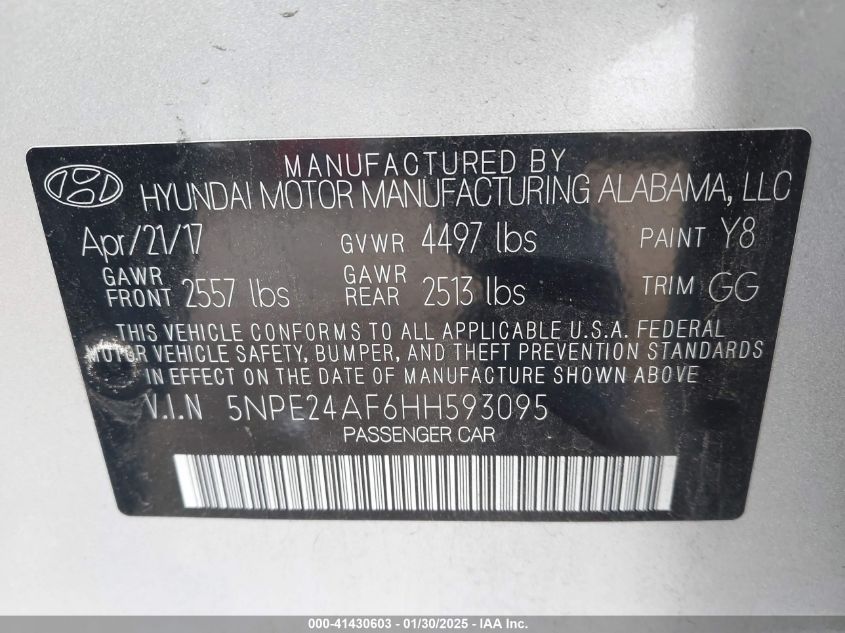 MANUFACTURED BY
HYUNDAI MOTOR MANUFACTURING ALABAMA, LLC
Apr/21/17 GVWR 4497 lbs PAINT Y8
GAWR FRONT 2557 lbs GAWR REAR 2513 lbs TRIM GG
THIS VEHICLE CONFORMS TO ALL APPLICABLE U.S.A. FEDERAL
MOTOR VEHICLE SAFETY, BUMPER, AND THEFT PREVENTION STANDARDS
IN EFFECT ON THE DATE OF MANUFACTURE SHOWN ABOVE
V.I.N 5NPE24AF6HH593095
PASSENGER CAR
000-41430603 - 01/30/2025 - IAA Inc.